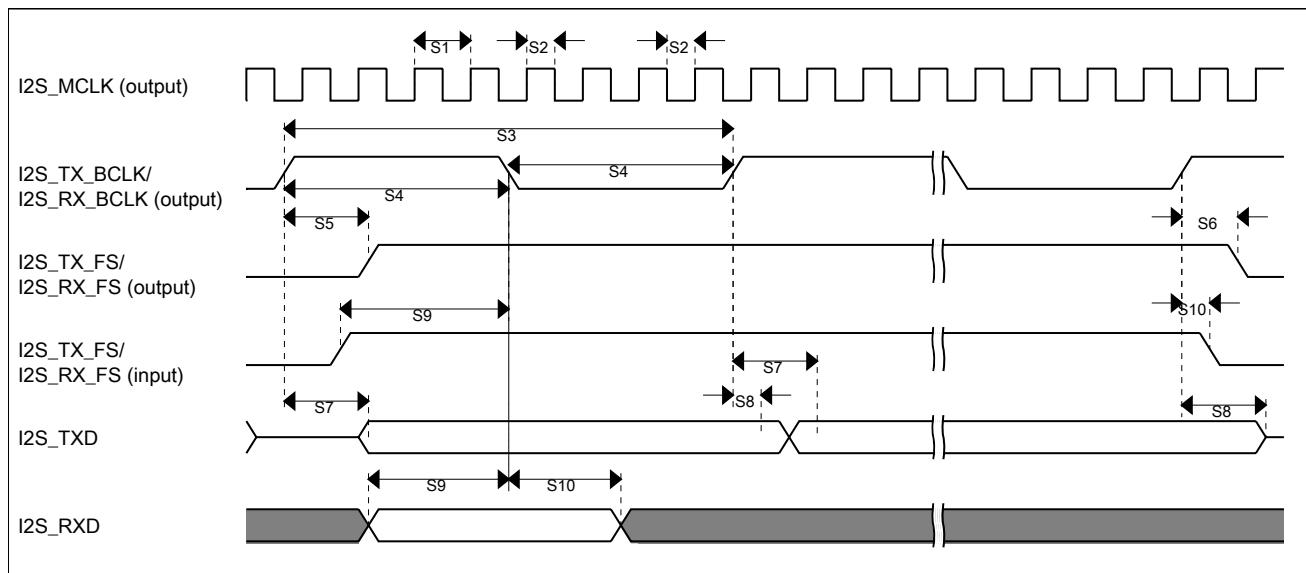 S1
S2
S2
I2S_MCLK (output)
S3
I2S_TX_BCLK/
I2S_RX_BCLK (output)
S4
S4
S5
S6
I2S_TX_FS/
I2S_RX_FS (output)
S9
S10
I2S_TX_FS/
I2S_RX_FS (input)
S7
S7
S8
S8
I2S_TXD
S9
S10
I2S_RXD